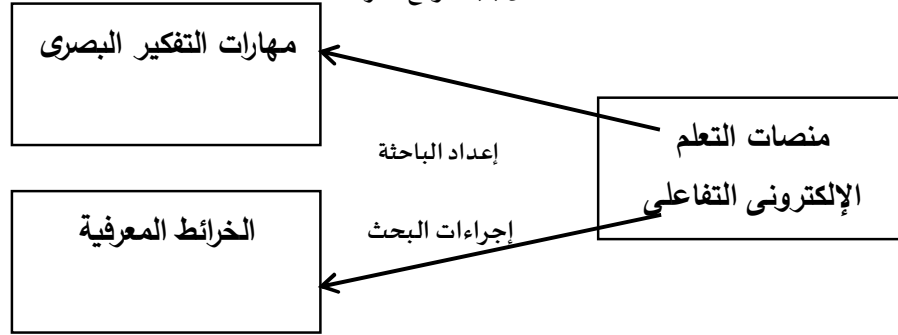 مهارات التفكير البصرى
منصات التعلم
الإلكترونى التفاعلى
إعداد الباحثة
الخرائط المعرفية
إجراءات البحث